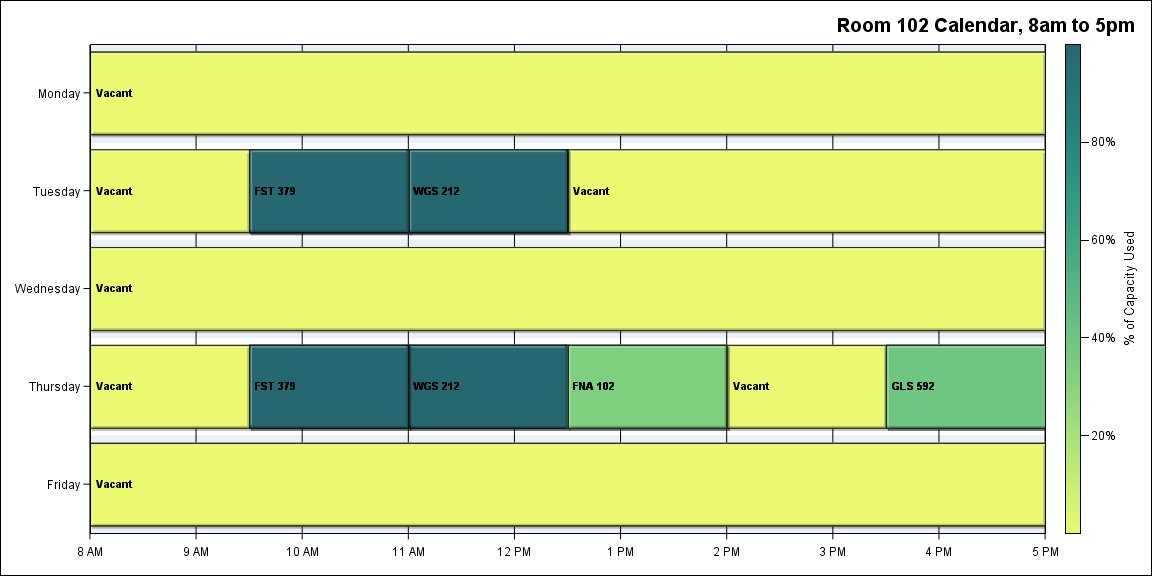 Room 102 Calendar, 8am to 5pm
Monday
Vacant
Tuesday
Vacant
FST 379
WGS 212
Vacant
Wednesday
Vacant
Thursday
Vacant
FST 379
WGS 212
FNA 102
Vacant
GLS 592
Friday
Vacant
8 AM
9 AM
10 AM
11 AM
12 PM
1 PM
2 PM
3 PM
4 PM
5 PM
80%
60%
40%
20%
% of Capacity Used